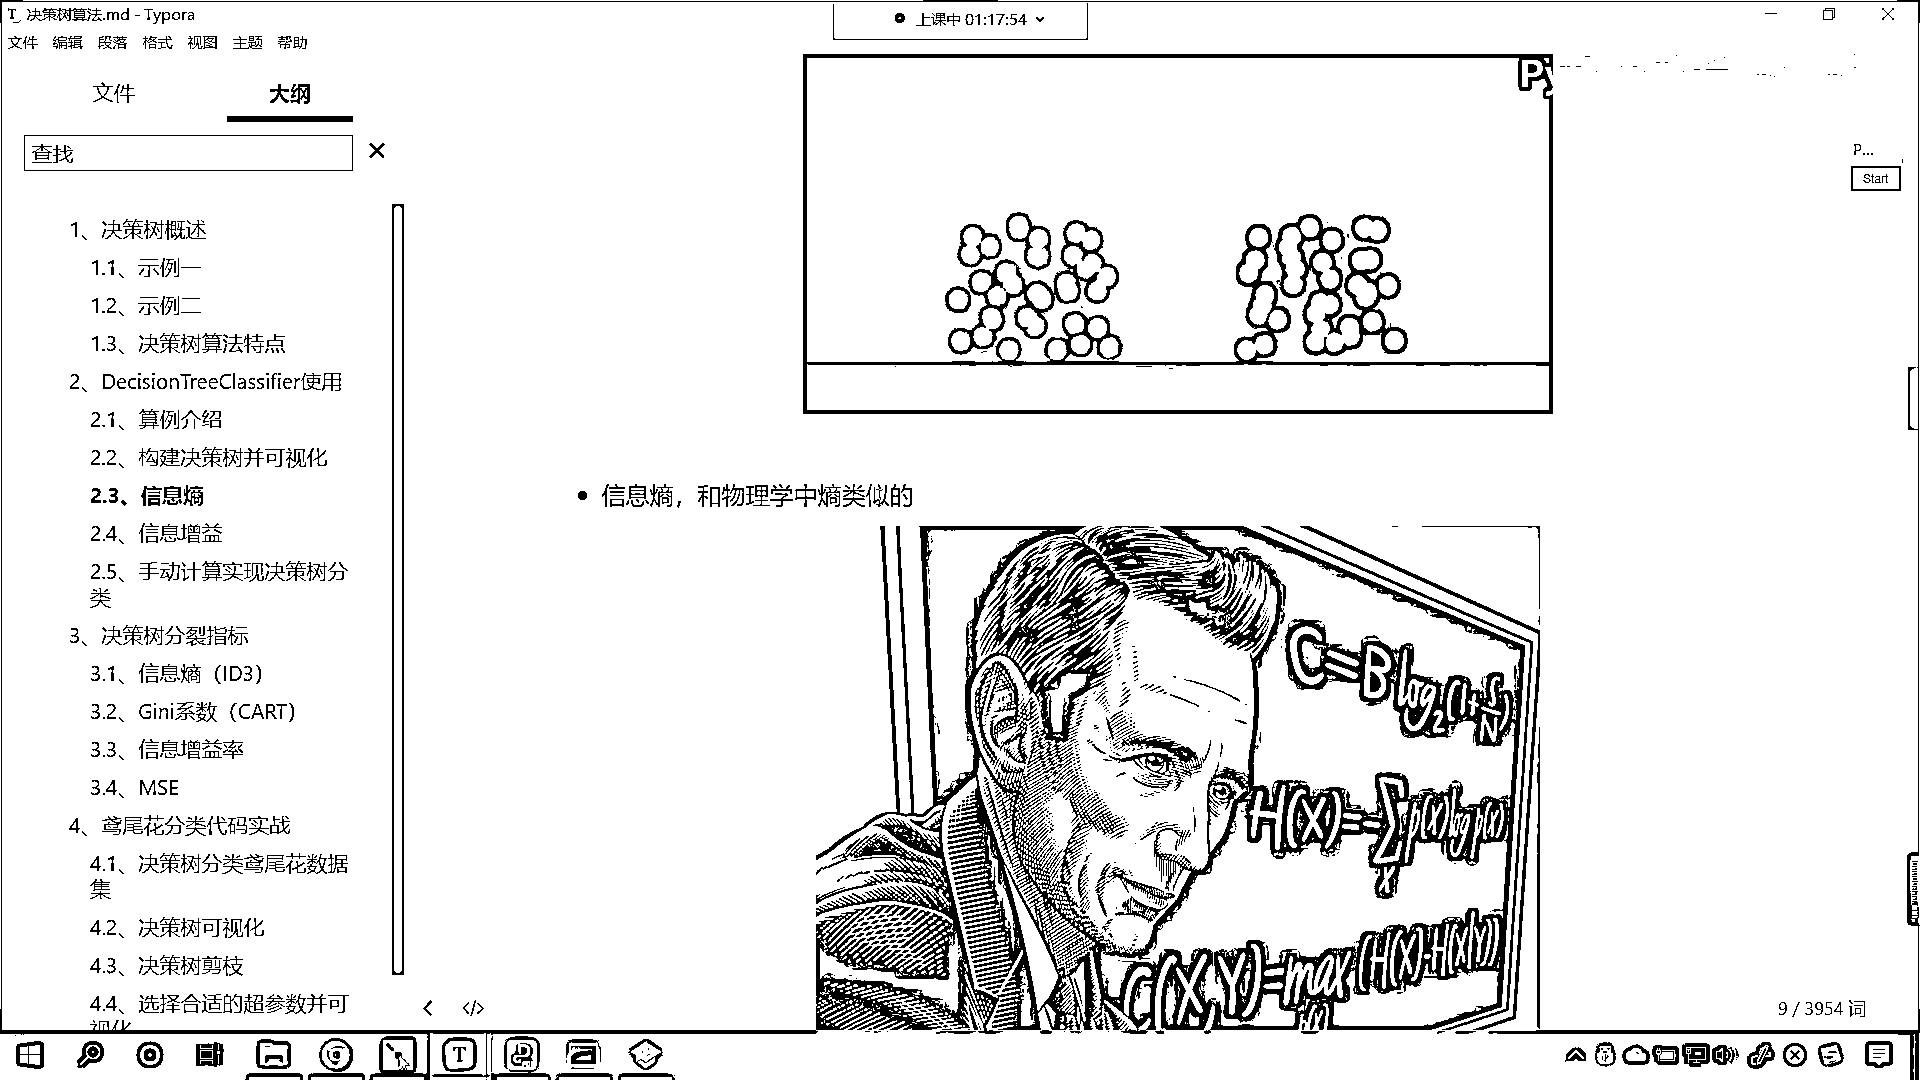 决策树算法.md - Typora
上课中 01:17:54
文件 编辑 段落 格式 视图 主题 帮助
文件 大纲
查找
1、决策树概述
1.1、示例一
1.2、示例二
1.3、决策树算法特点
2、DecisionTreeClassifier使用
2.1、算例介绍
2.2、构建决策树并可视化
2.3、信息熵
2.4、信息增益
2.5、手动计算实现决策树分
类
3、决策树分裂指标
3.1、信息熵（ID3）
3.2、Gini系数（CART）
3.3、信息增益率
3.4、MSE
4、鸢尾花分类代码实战
4.1、决策树分类鸢尾花数据
集
4.2、决策树可视化
4.3、决策树剪枝
4.4、选择合适的超参数并可
视化
Py
P...
Start
信息熵，和物理学中熵类似的
C=Blog₂(1+S/N)
H(X)=-∑p(x)log p(x)
x
C(X,Y)=max(H(X)-H(X|Y))
9 / 3954 词